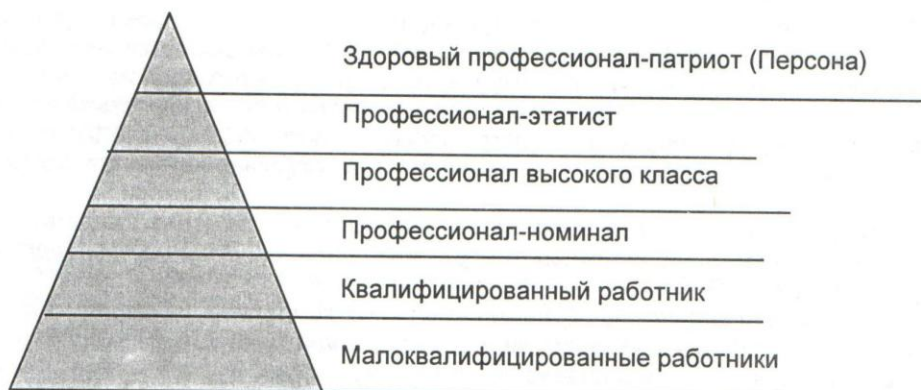 Здоровый профессионал-патриот (Персона)
Профессионал-этатист
Профессионал высокого класса
Профессионал-номинал
Квалифицированный работник
Малоквалифицированные работники